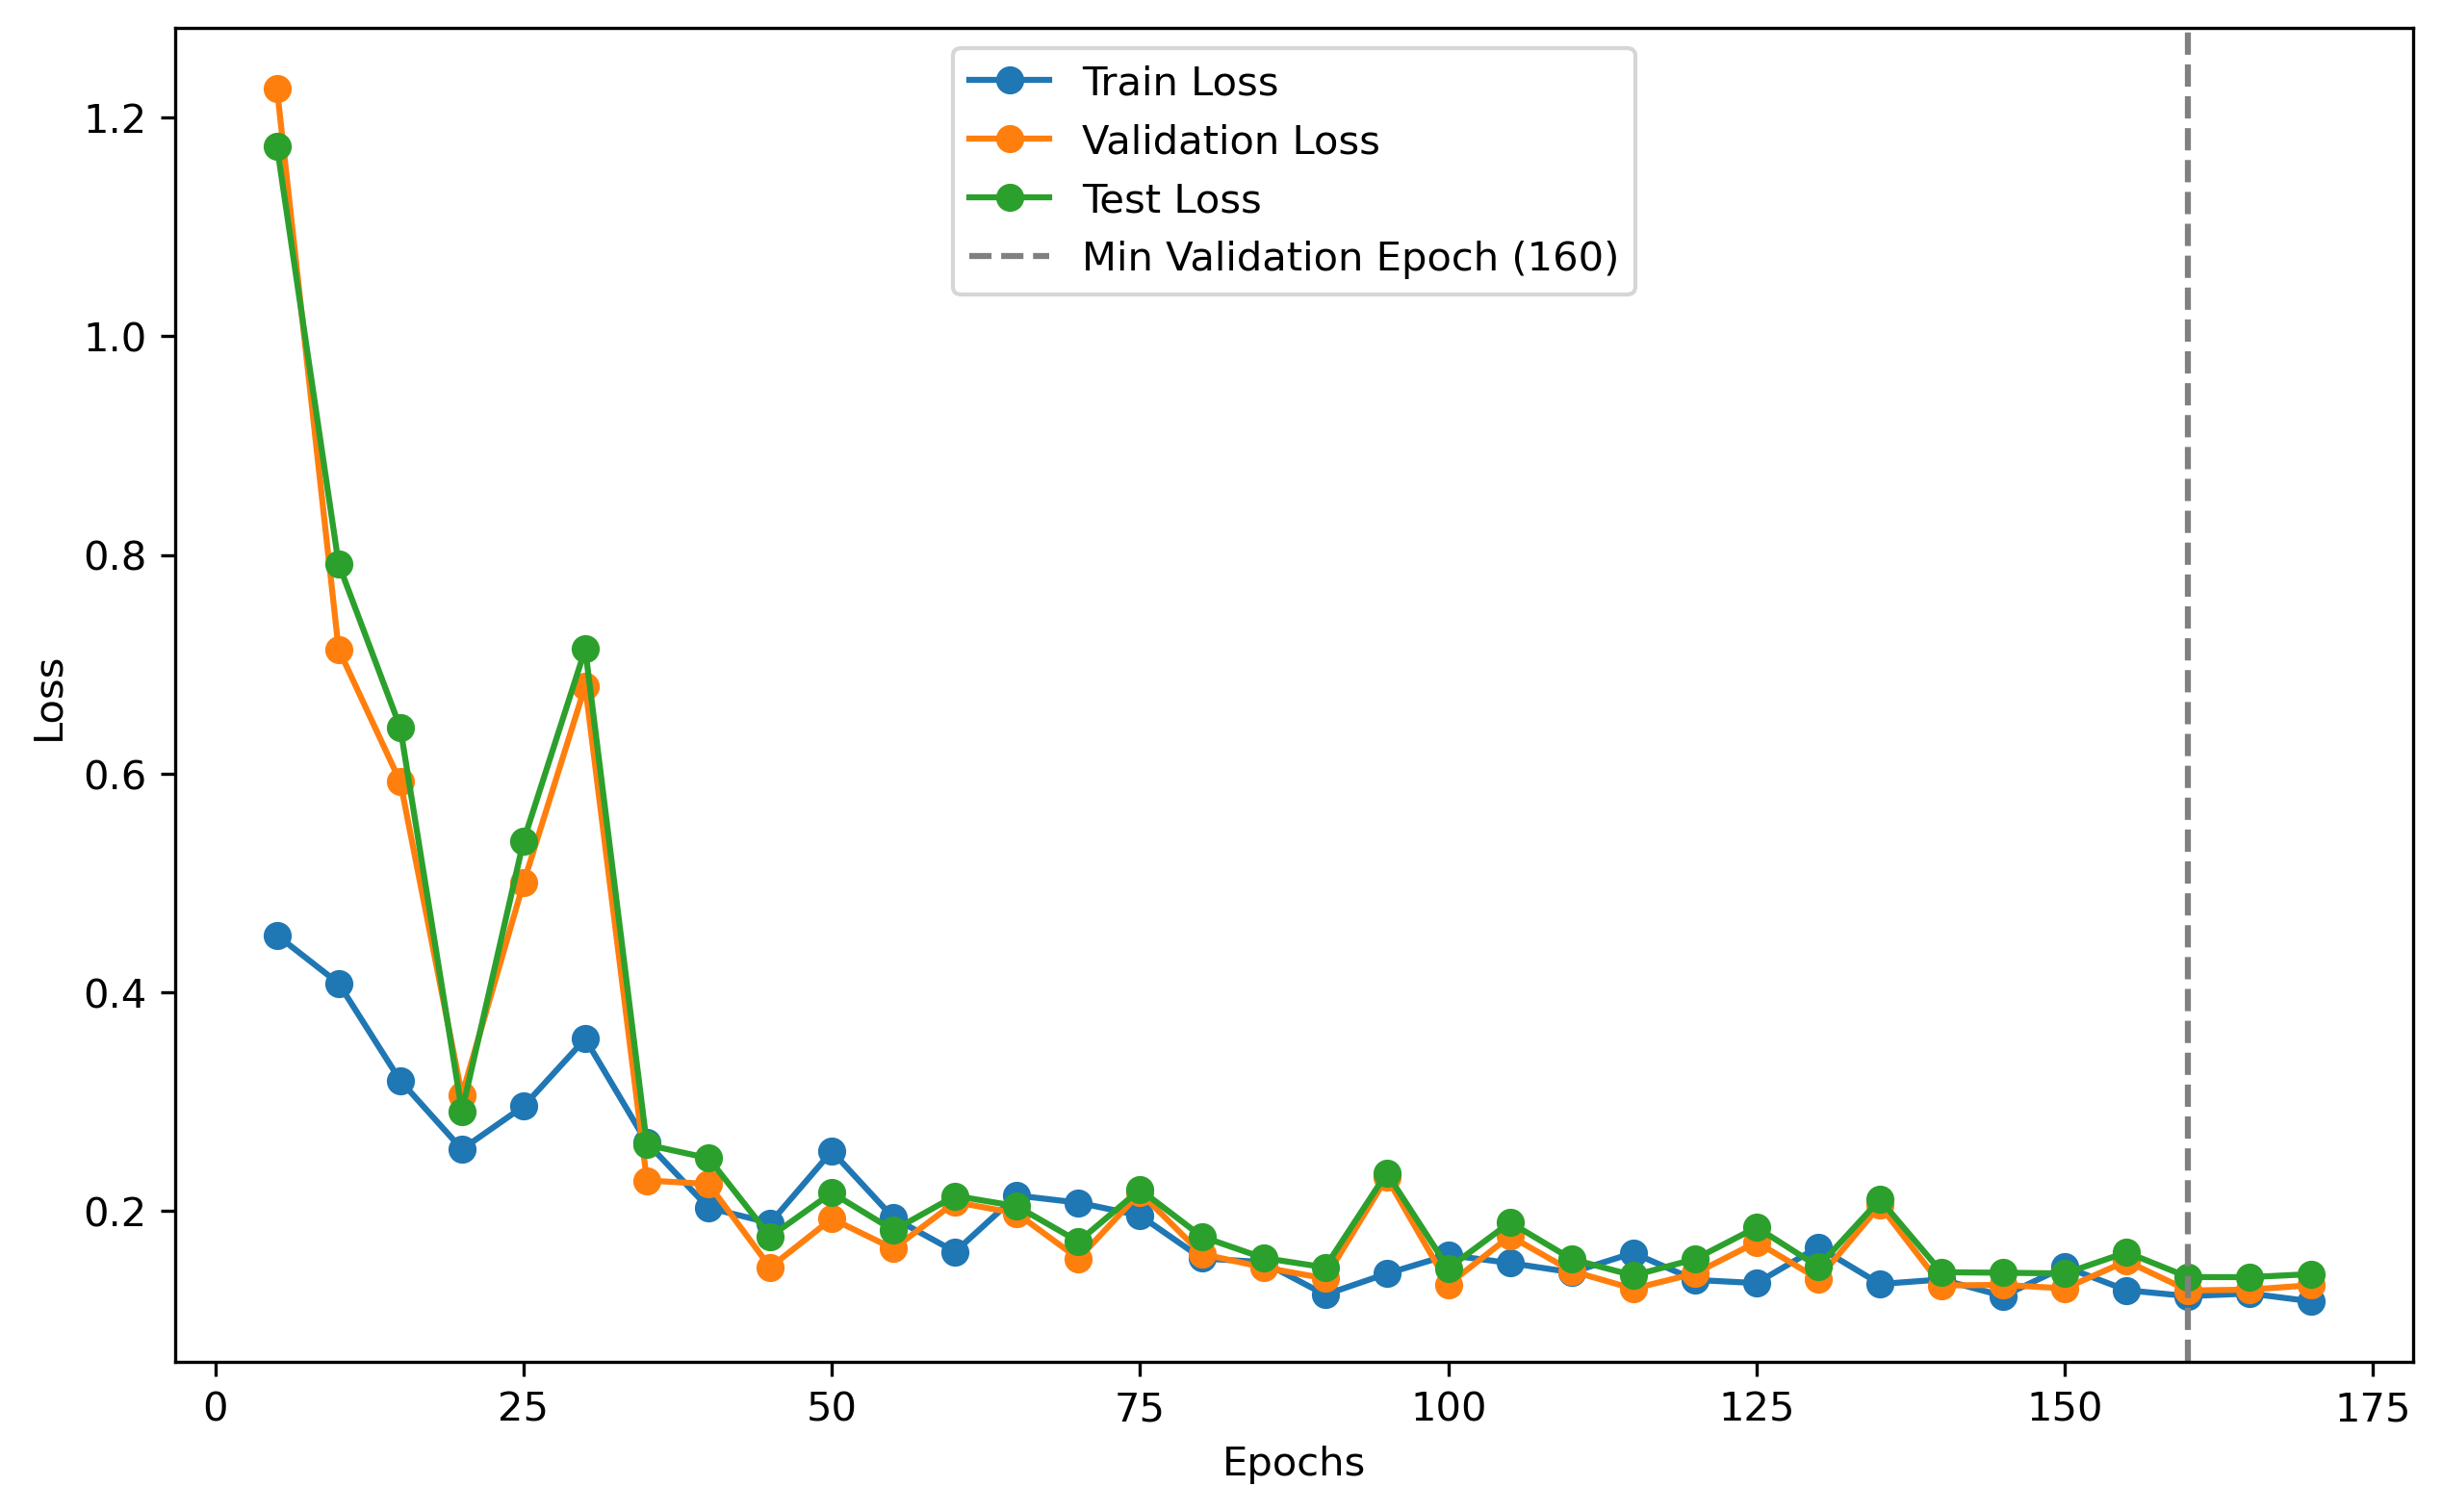 Train Loss
Validation Loss
Test Loss
Min Validation Epoch (160)
1.2
1.0
0.8
0.6
0.4
0.2
Loss
0 25 50 75 100 125 150 175
Epochs